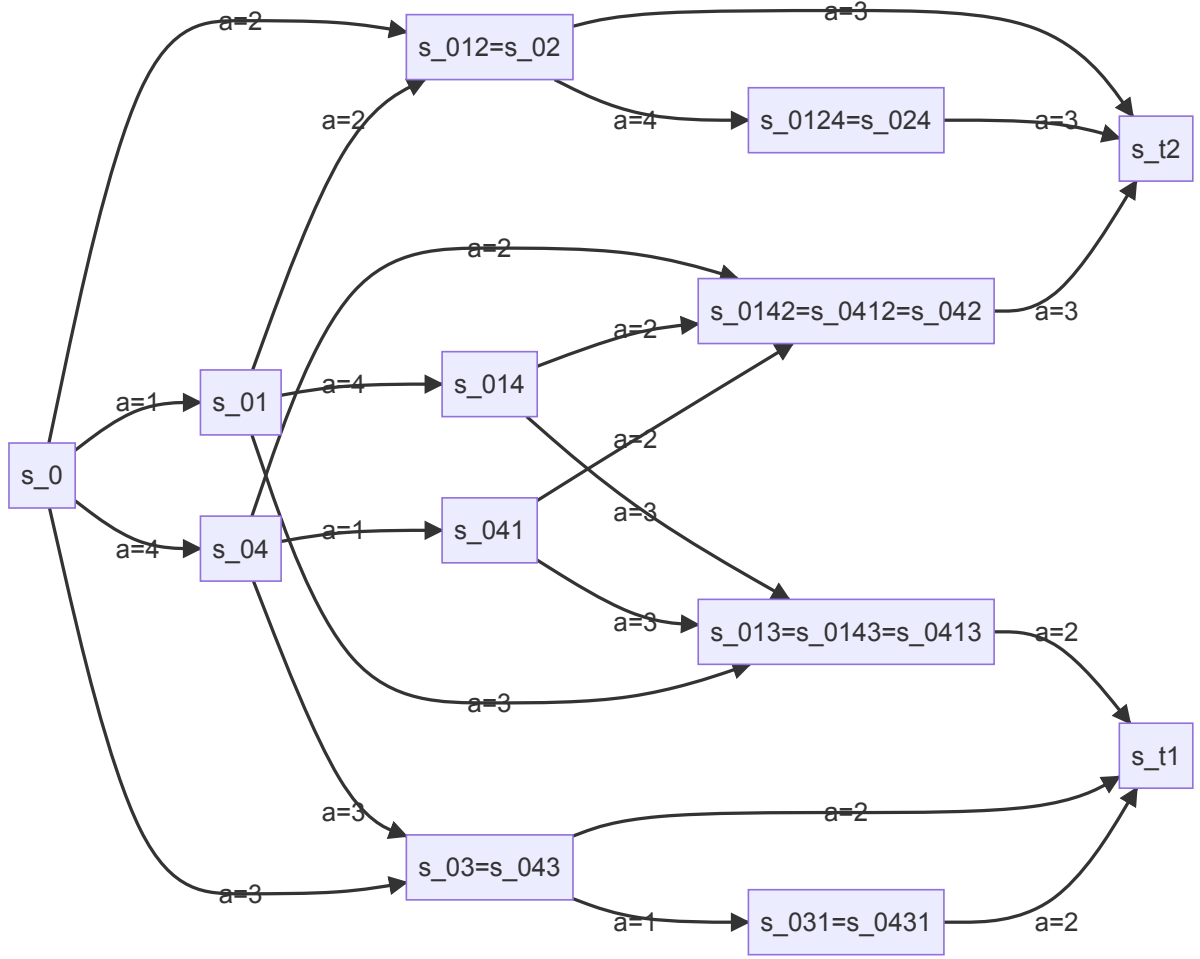 a=2
s_012=s_02
a=3
a=2
a=4
s_0124=s_024
a=3
s_t2
a=2
s_0142=s_0412=s_042
a=3
a=2
s_014
a=4
s_01
a=1
s_0
a=2
a=3
s_041
a=1
s_04
a=4
a=3
s_013=s_0143=s_0413
a=2
a=3
s_t1
a=3
a=2
s_03=s_043
a=3
a=1
s_031=s_0431
a=2